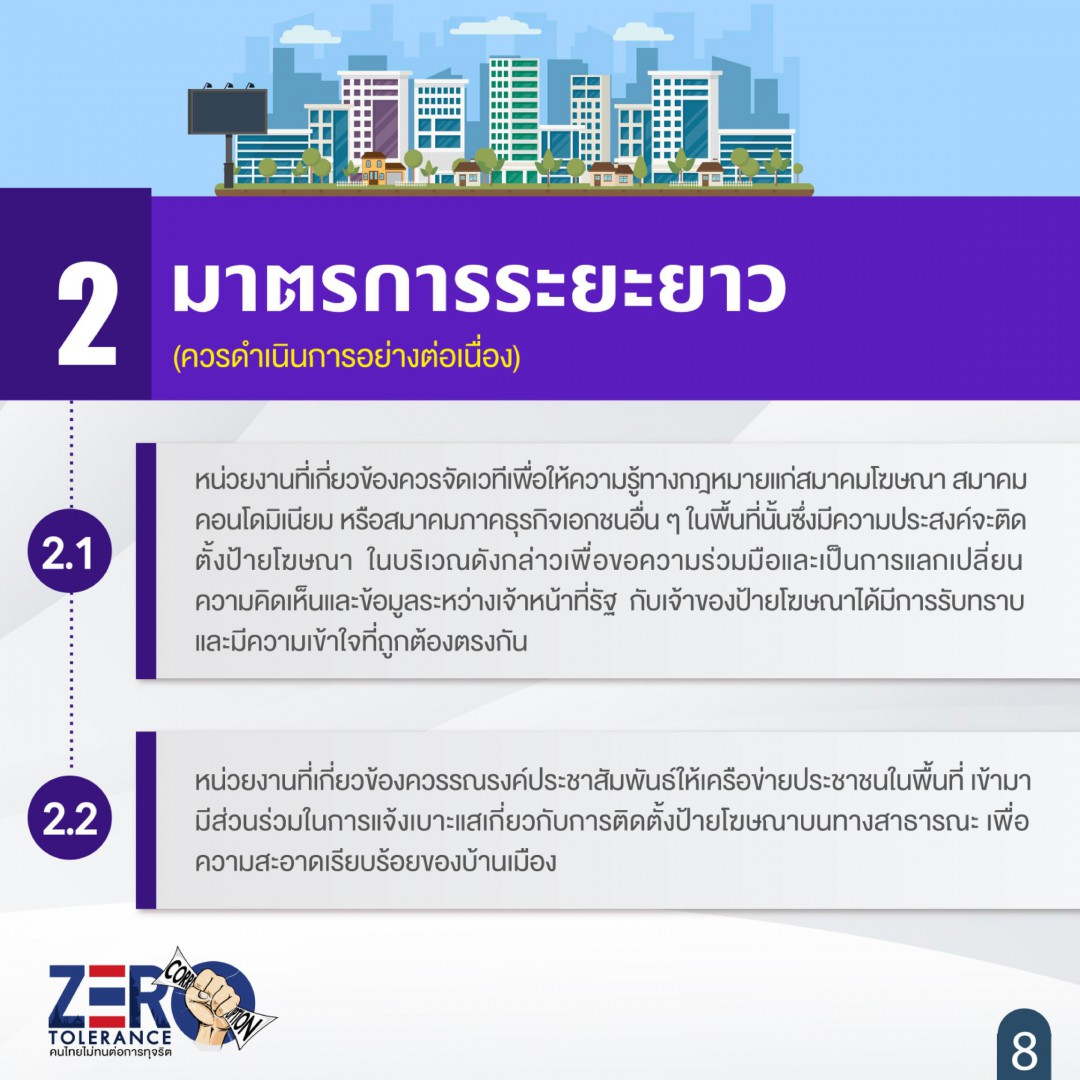 2
มาตรการระยะยาว
(ควรดำเนินการอย่างต่อเนื่อง)
2.1
หน่วยงานที่เกี่ยวข้องควรจัดเวทีเพื่อให้ความรู้ทางกฎหมายแก่สมาคมโฆษณา สมาคม
คอนโดมิเนียม หรือสมาคมภาคธุรกิจเอกชนอื่น ๆ ในพื้นที่นั้นซึ่งมีความประสงค์จะติด
ตั้งป้ายโฆษณา ในบริเวณดังกล่าวเพื่อขอความร่วมมือและเป็นการแลกเปลี่ยน
ความคิดเห็นและข้อมูลระหว่างเจ้าหน้าที่รัฐ กับเจ้าของป้ายโฆษณาได้มีการรับทราบ
และมีความเข้าใจที่ถูกต้องตรงกัน
2.2
หน่วยงานที่เกี่ยวข้องควรรณรงค์ประชาสัมพันธ์ให้เครือข่ายประชาชนในพื้นที่ เข้ามา
มีส่วนร่วมในการแจ้งเบาะแสเกี่ยวกับการติดตั้งป้ายโฆษณาบนทางสาธารณะ เพื่อ
ความสะอาดเรียบร้อยของบ้านเมือง
ZERO
CORRUPTION
TOLERANCE
คนไทยไม่ทนต่อการทุจริต
8